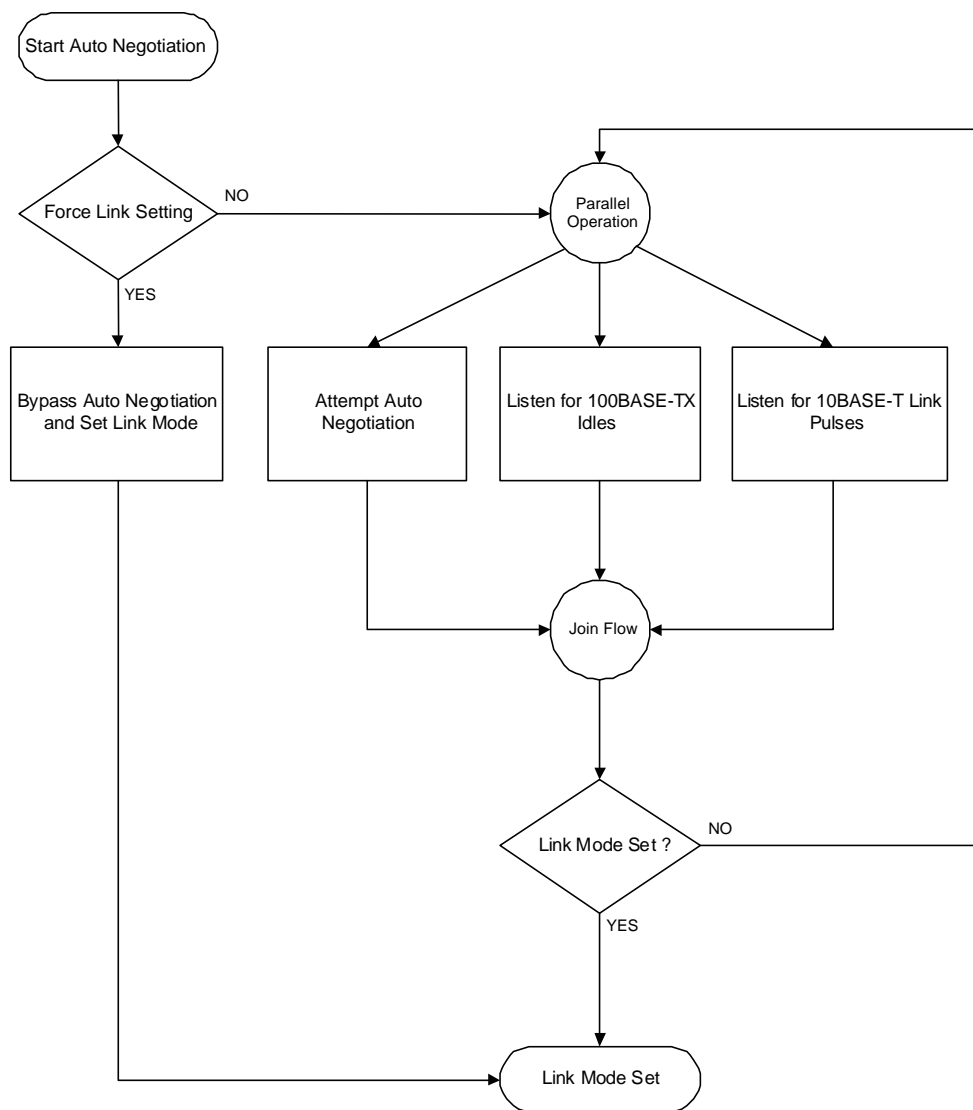 Start Auto Negotiation
Force Link Setting
NO
YES
Parallel
Operation
Bypass Auto Negotiation
and Set Link Mode
Attempt Auto
Negotiation
Listen for 100BASE-TX
Idles
Listen for 10BASE-T Link
Pulses
Join Flow
Link Mode Set ?
NO
YES
Link Mode Set